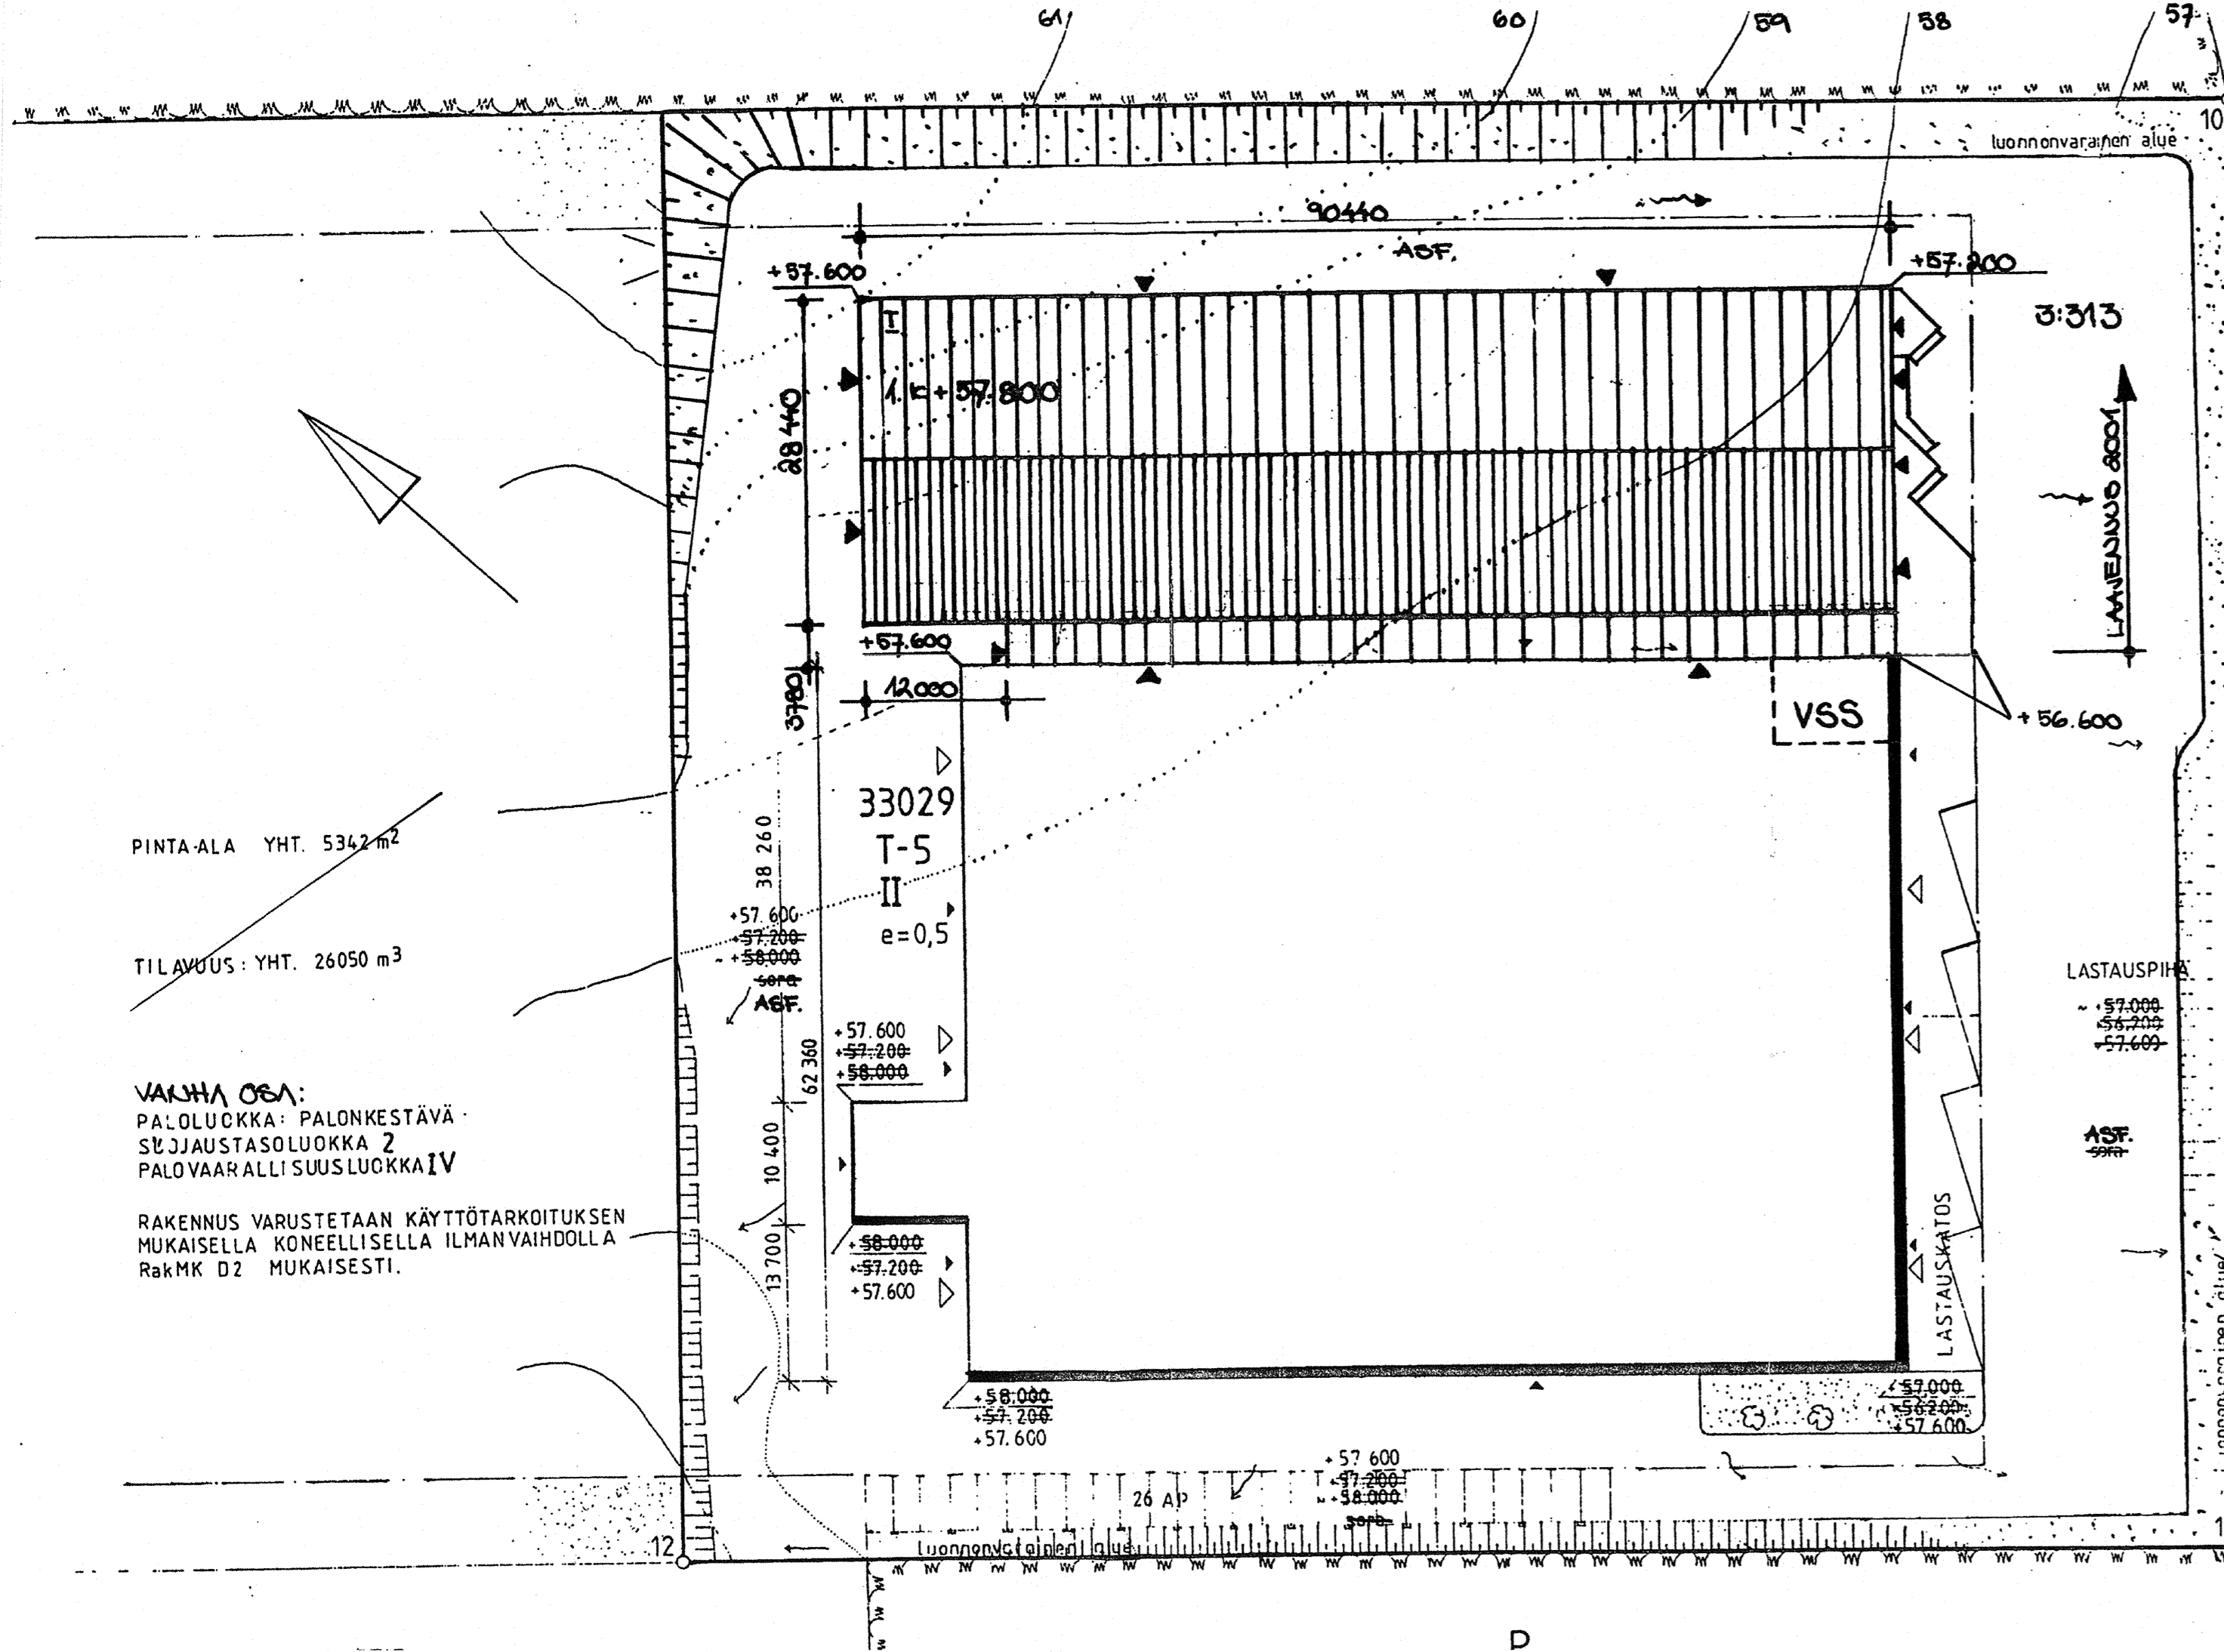 61
60
59
58
57
10
luonnonvarainen alue
90440
ASF.
+57.600
+57.200
3:313
I
1. K +57.800
28440
LAAJENNUS 2001
+57.600
12000
3780
VSS
+56.600
33029
T-5
II
e=0,5
PINTA-ALA YHT. 5342 m2
38 260
+57.600
+57.200
~ +58.000
sora
ASF.
TILAVUUS: YHT. 26050 m3
LASTAUSPIHA
~ +57.000
+56.200
+57.600
+57.600
+57.200
+58.000
62 360
VANHA OSA:
PALOLUOKKA: PALONKESTÄVÄ
SUOJAUSTASOLUOKKA 2
PALOVAARALLISUUSLUOKKA IV
10 400
ASF.
sora
LASTAUSKATOS
RAKENNUS VARUSTETAAN KÄYTTÖTARKOITUKSEN
MUKAISELLA KONEELLISELLA ILMANVAIHDOLLA
RakMK D2 MUKAISESTI.
13 700
+58.000
+57.200
+57.600
+58.000
+57.200
+57.600
+57.000
+56.200
+57.600
+57 600
+57.200
~ +58.000
sora
26 AP
12
luonnonvarainen alue